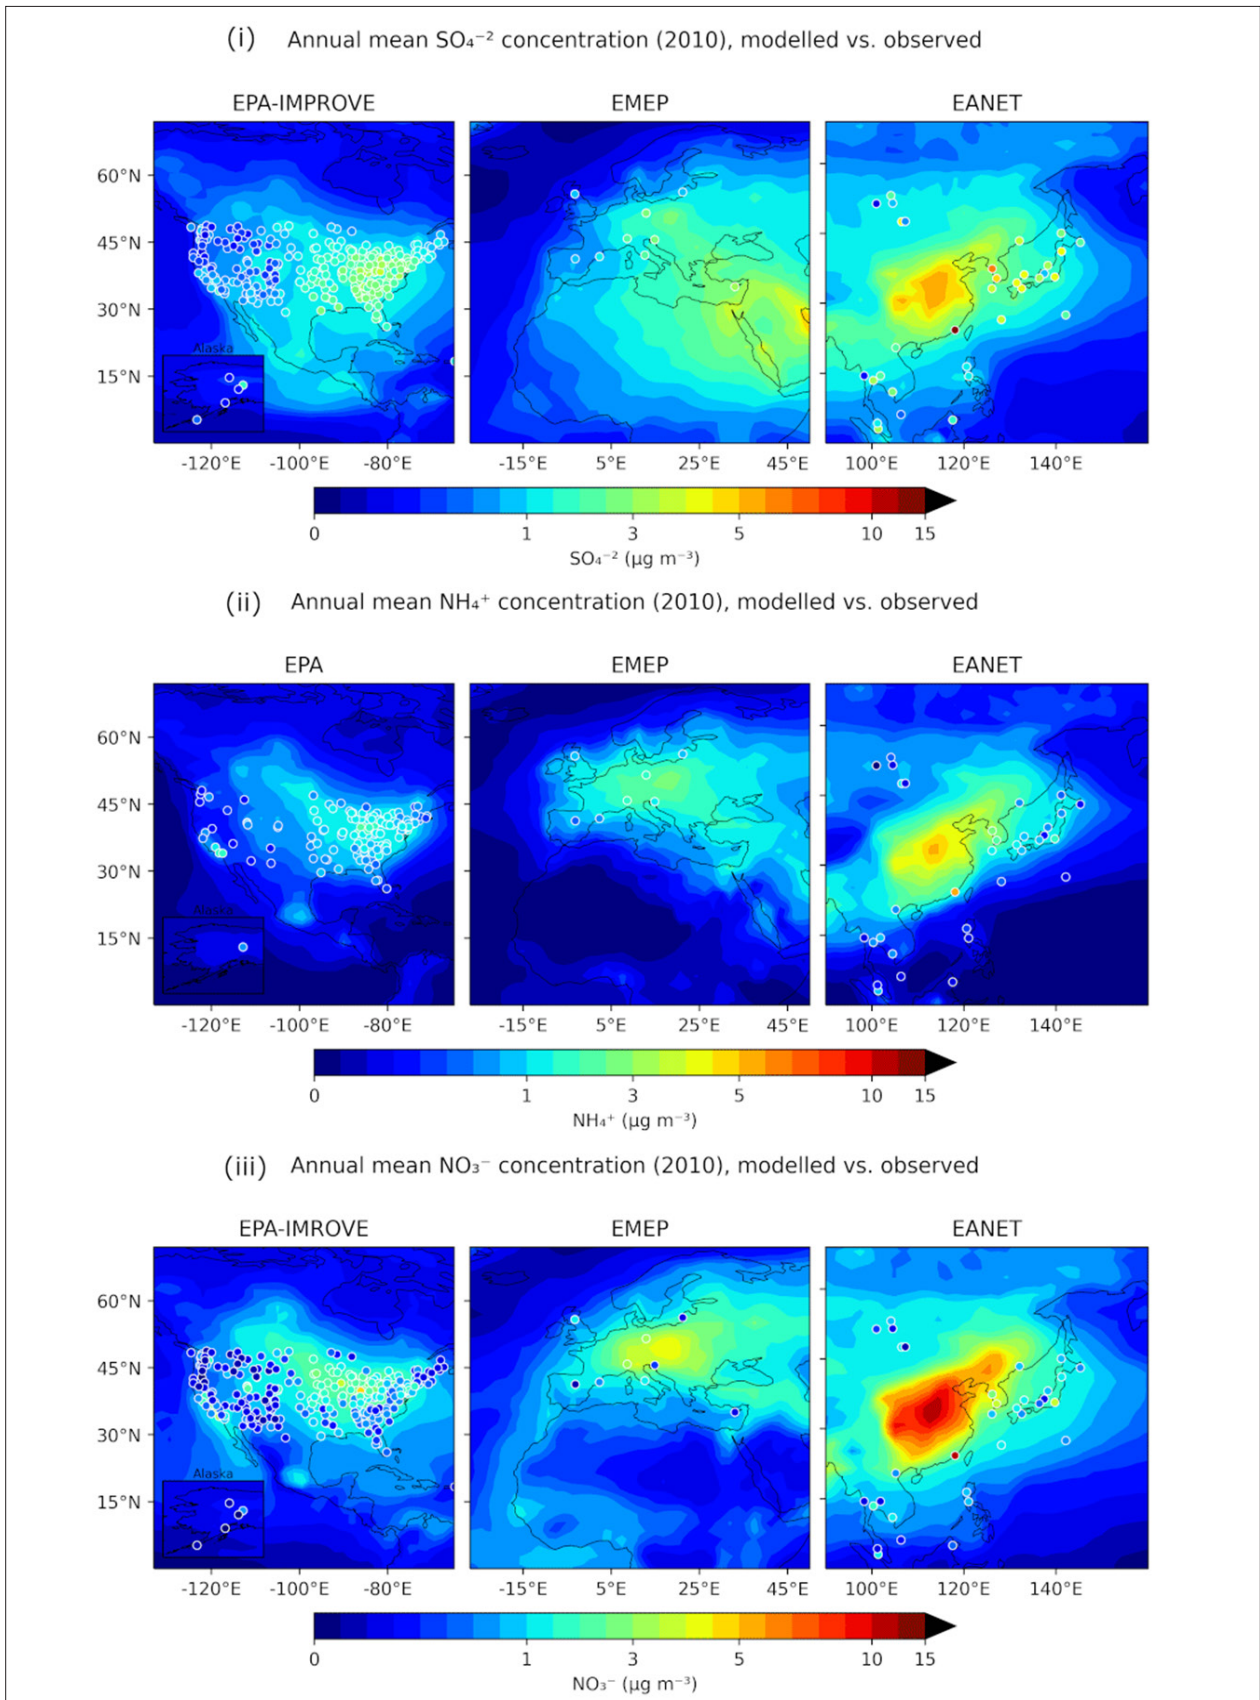 (i) Annual mean SO₄⁻² concentration (2010), modelled vs. observed
EPA-IMPROVE EMEP EANET
60°N
45°N
30°N
15°N
Alaska
-120°E -100°E -80°E -15°E 5°E 25°E 45°E 100°E 120°E 140°E
0 1 3 5 10 15
SO₄⁻² (μg m⁻³)
(ii) Annual mean NH₄⁺ concentration (2010), modelled vs. observed
EPA EMEP EANET
60°N
45°N
30°N
15°N
Alaska
-120°E -100°E -80°E -15°E 5°E 25°E 45°E 100°E 120°E 140°E
0 1 3 5 10 15
NH₄⁺ (μg m⁻³)
(iii) Annual mean NO₃⁻ concentration (2010), modelled vs. observed
EPA-IMROVE EMEP EANET
60°N
45°N
30°N
15°N
Alaska
-120°E -100°E -80°E -15°E 5°E 25°E 45°E 100°E 120°E 140°E
0 1 3 5 10 15
NO₃⁻ (μg m⁻³)